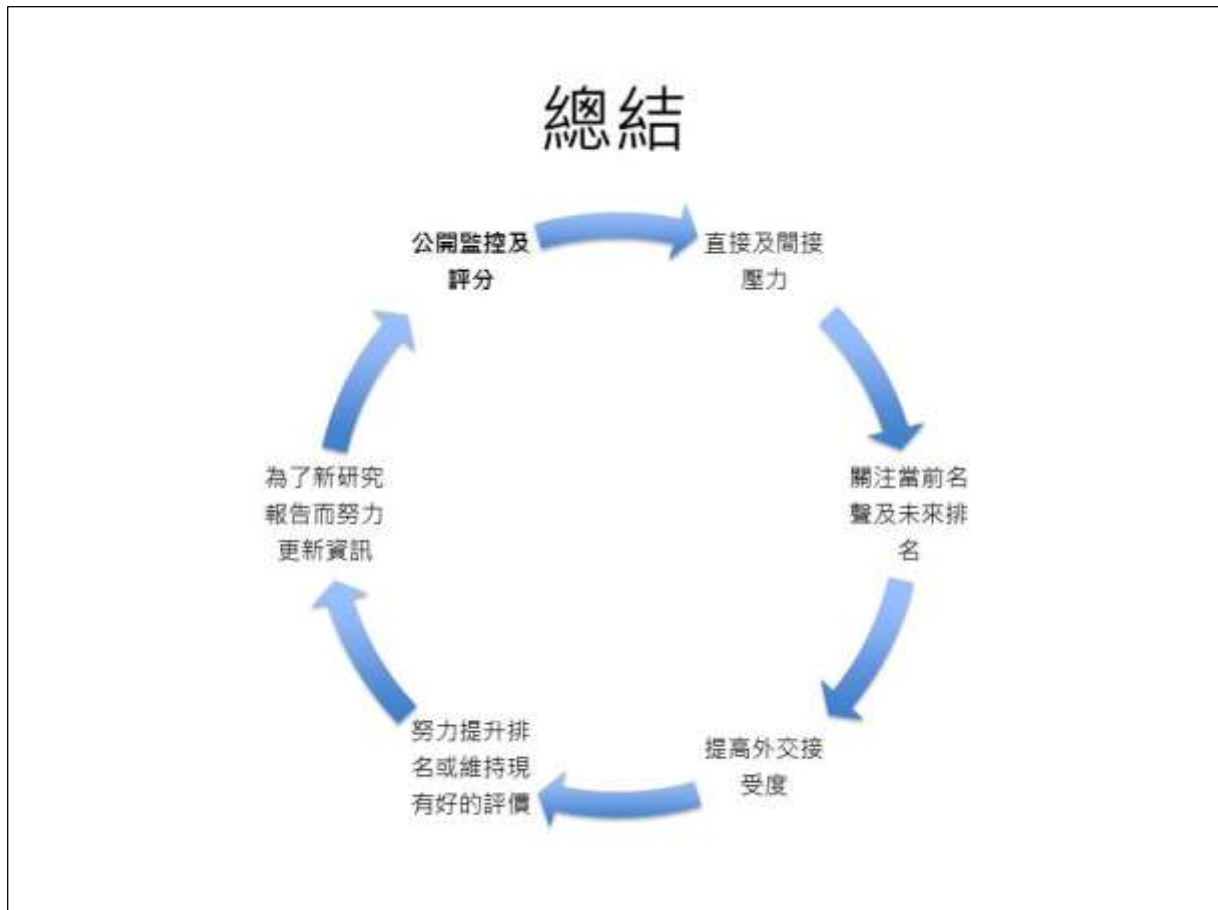 總結
公開監控及
評分
直接及間接
壓力
關注當前名
聲及未來排
名
提高外交接
受度
努力提升排
名或維持現
有好的評價
為了新研究
報告而努力
更新資訊